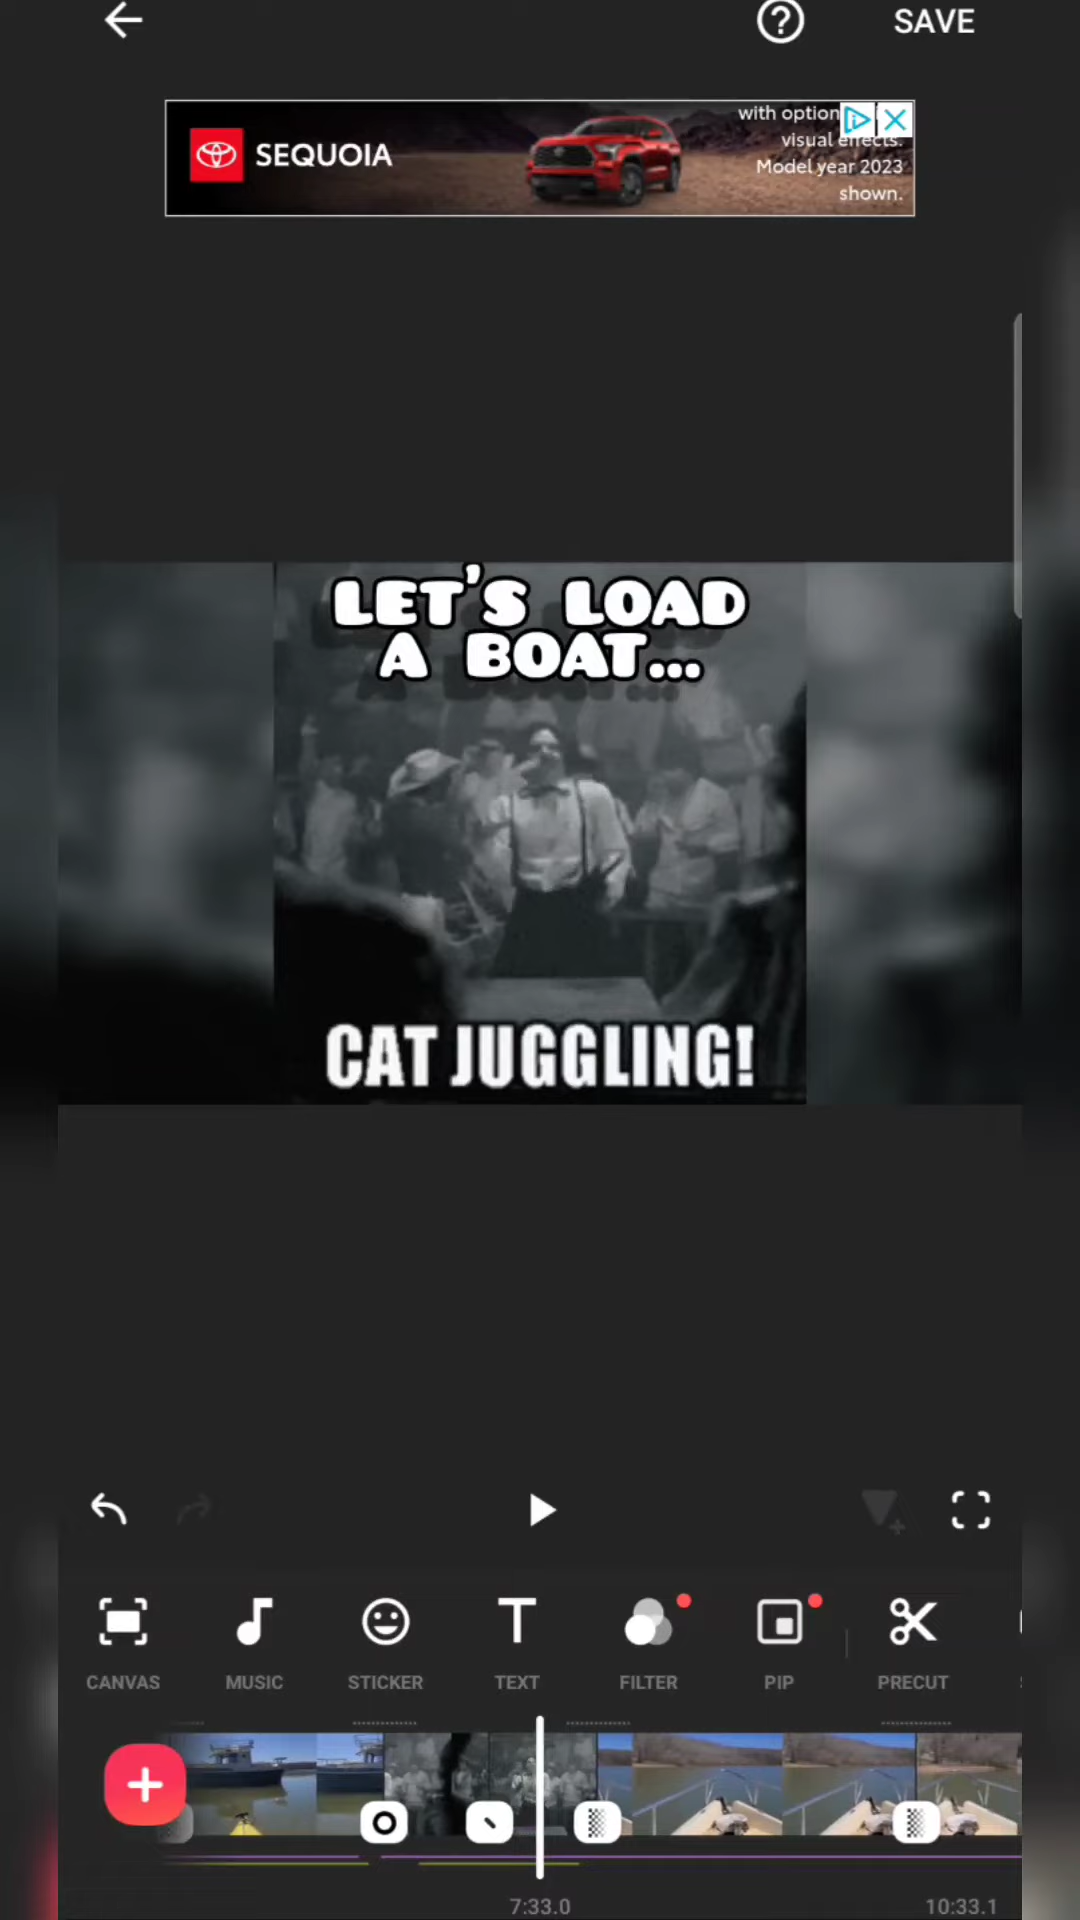 SAVE
SEQUOIA
with option
visual effects.
Model year 2023
shown.
LET'S LOAD
A BOAT...
CAT JUGGLING!
CANVAS
MUSIC
STICKER
TEXT
FILTER
PIP
PRECUT
7:33.0
10:33.1